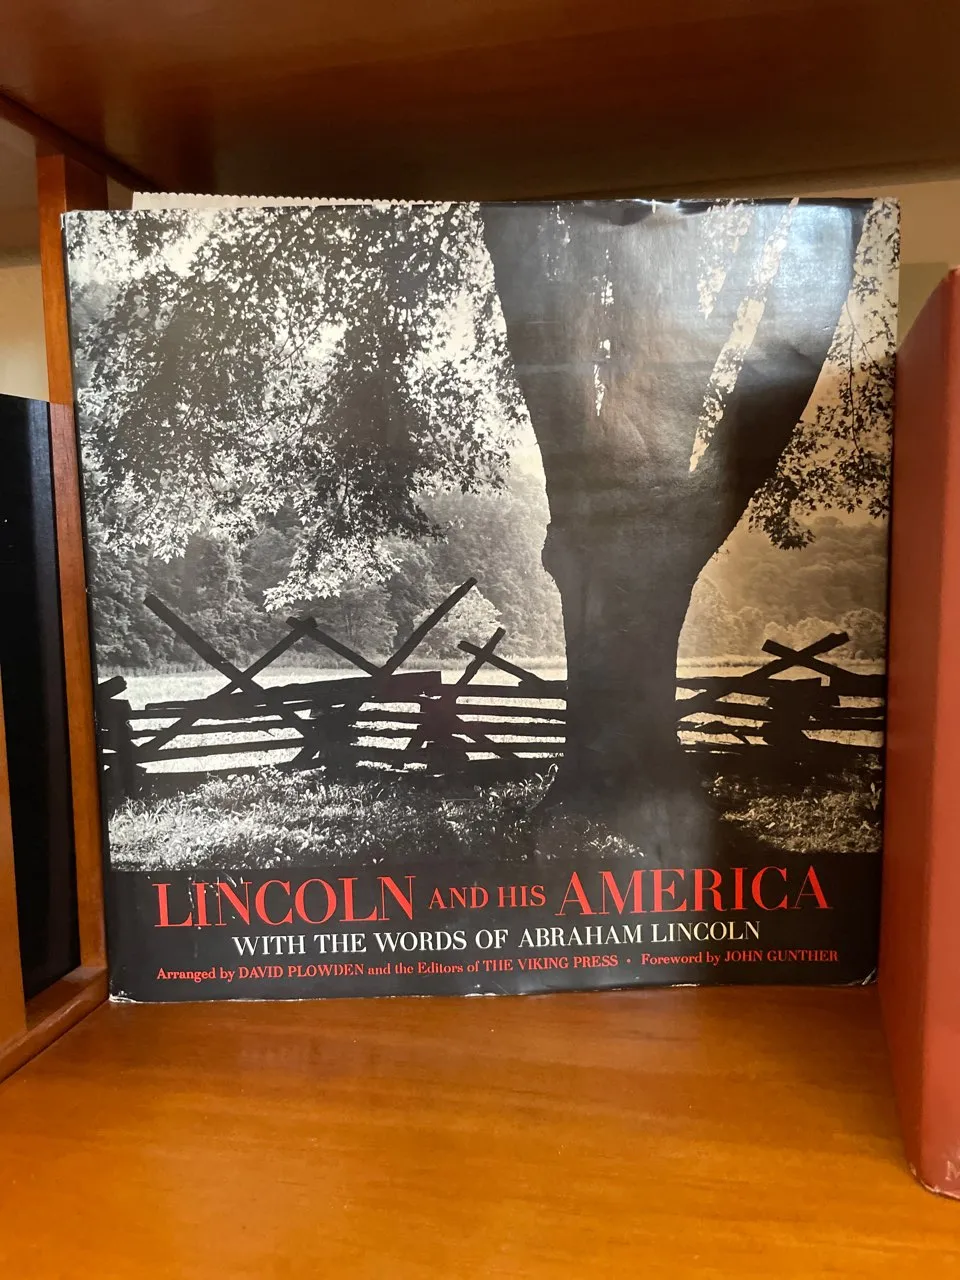 LINCOLN AND HIS AMERICA
WITH THE WORDS OF ABRAHAM LINCOLN
Arranged by DAVID PLOWDEN and the Editors of THE VIKING PRESS • Foreword by JOHN GUNTHER